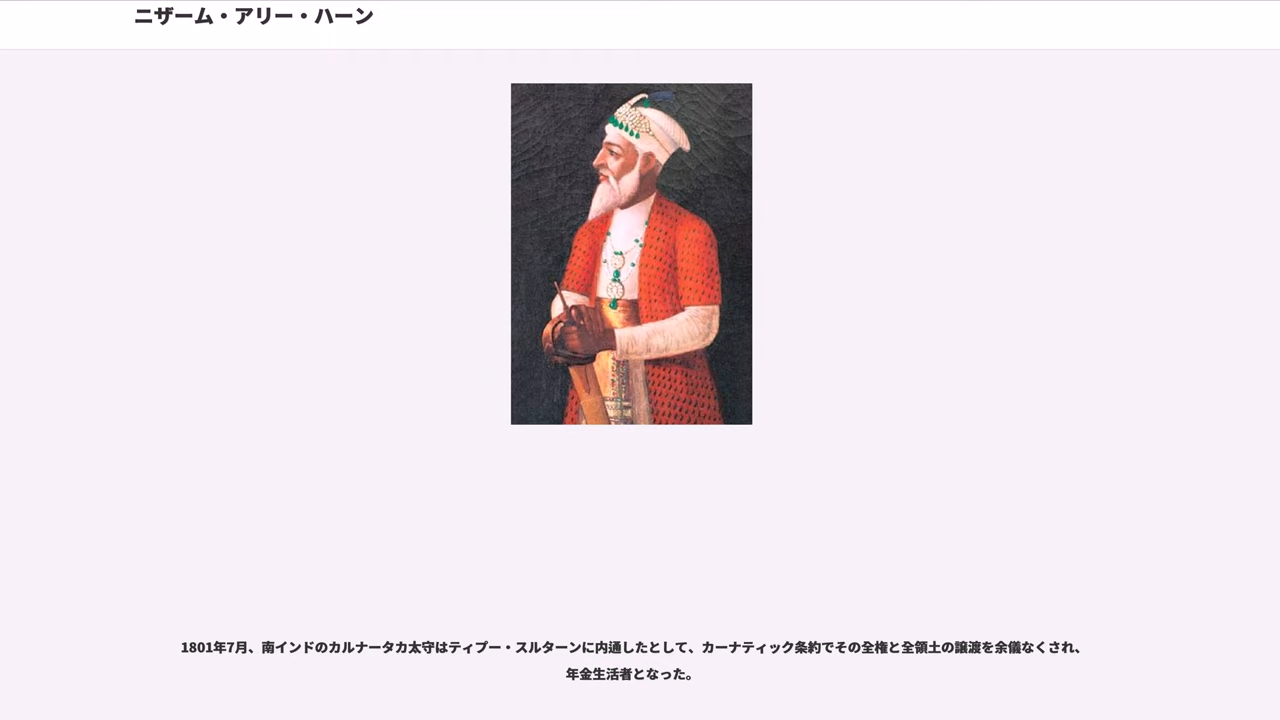 ニザーム・アリー・ハーン
1801年7月、南インドのカルナータカ太守はティプー・スルターンに内通したとして、カーナティック条約でその全権と全領土の譲渡を余儀なくされ、
年金生活者となった。